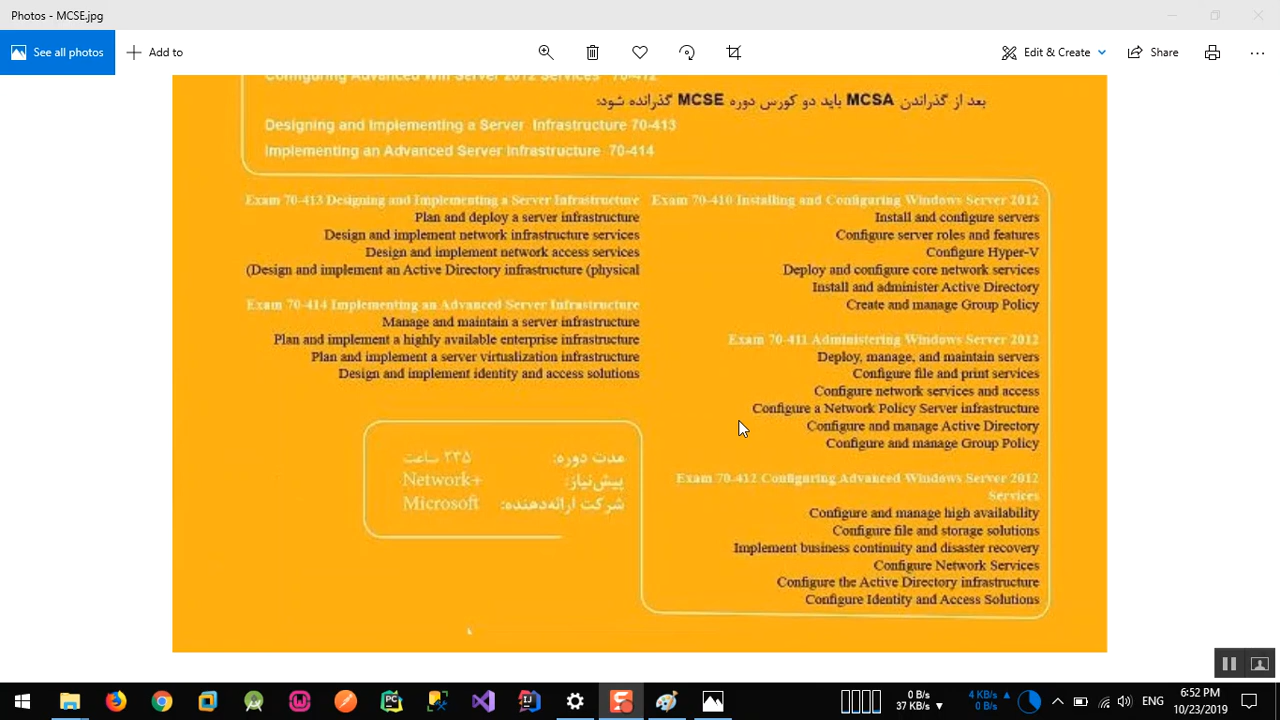 Photos - MCSE.jpg
See all photos
Add to
Edit & Create
Share
Configuring Advanced Win Server 2012 Services 70-412
بعد از گذراندن MCSA باید دو کورس دوره MCSE گذرانده شود:
Designing and Implementing a Server Infrastructure 70-413
Implementing an Advanced Server Infrastructure 70-414
Exam 70-410 Installing and Configuring Windows Server 2012
Install and configure servers
Configure server roles and features
Configure Hyper-V
Deploy and configure core network services
Install and administer Active Directory
Create and manage Group Policy
Exam 70-411 Administering Windows Server 2012
Deploy, manage, and maintain servers
Configure file and print services
Configure network services and access
Configure a Network Policy Server infrastructure
Configure and manage Active Directory
Configure and manage Group Policy
Exam 70-412 Configuring Advanced Windows Server 2012
Services
Configure and manage high availability
Configure file and storage solutions
Implement business continuity and disaster recovery
Configure Network Services
Configure the Active Directory infrastructure
Configure Identity and Access Solutions
Exam 70-413 Designing and Implementing a Server Infrastructure
Plan and deploy a server infrastructure
Design and implement network infrastructure services
Design and implement network access services
(Design and implement an Active Directory infrastructure (physical
Exam 70-414 Implementing an Advanced Server Infrastructure
Manage and maintain a server infrastructure
Plan and implement a highly available enterprise infrastructure
Plan and implement a server virtualization infrastructure
Design and implement identity and access solutions
مدت دوره: ۲۳۵ ساعت
پیش‌نیاز: Network+
شرکت ارائه‌دهنده: Microsoft
0 B/s
37 KB/s
4 KB/s
0 B/s
ENG
6:52 PM
10/23/2019